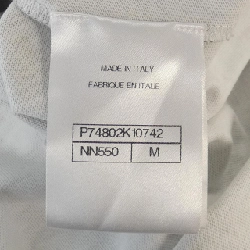 MADE IN ITALY
FABRIQUE EN ITALIE
P74802K10742
NN550 M